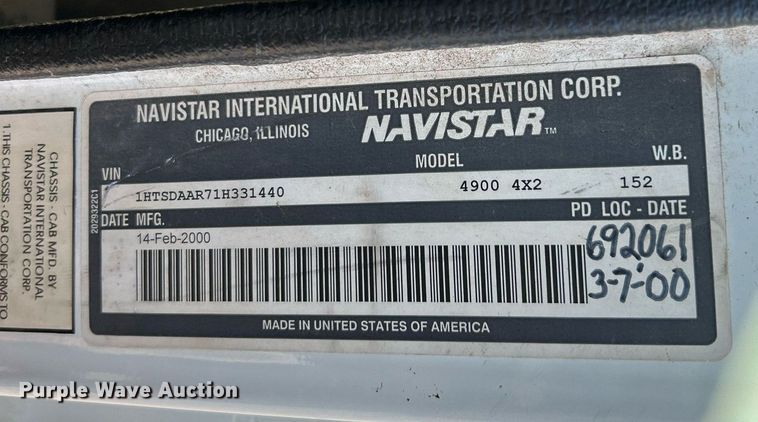 CHASSIS - CAB MFD. BY
NAVISTAR INTERNATIONAL
TRANSPORTATION CORP.
1. THIS CHASSIS - CAB CONFORMS TO
NAVISTAR INTERNATIONAL TRANSPORTATION CORP.
CHICAGO, ILLINOIS NAVISTAR TM
VIN MODEL W.B.
1HTSDAAR71H331440 4900 4X2 152
DATE MFG. PD LOC - DATE
14-Feb-2000 692061
3-7-00
MADE IN UNITED STATES OF AMERICA
Purple Wave Auction